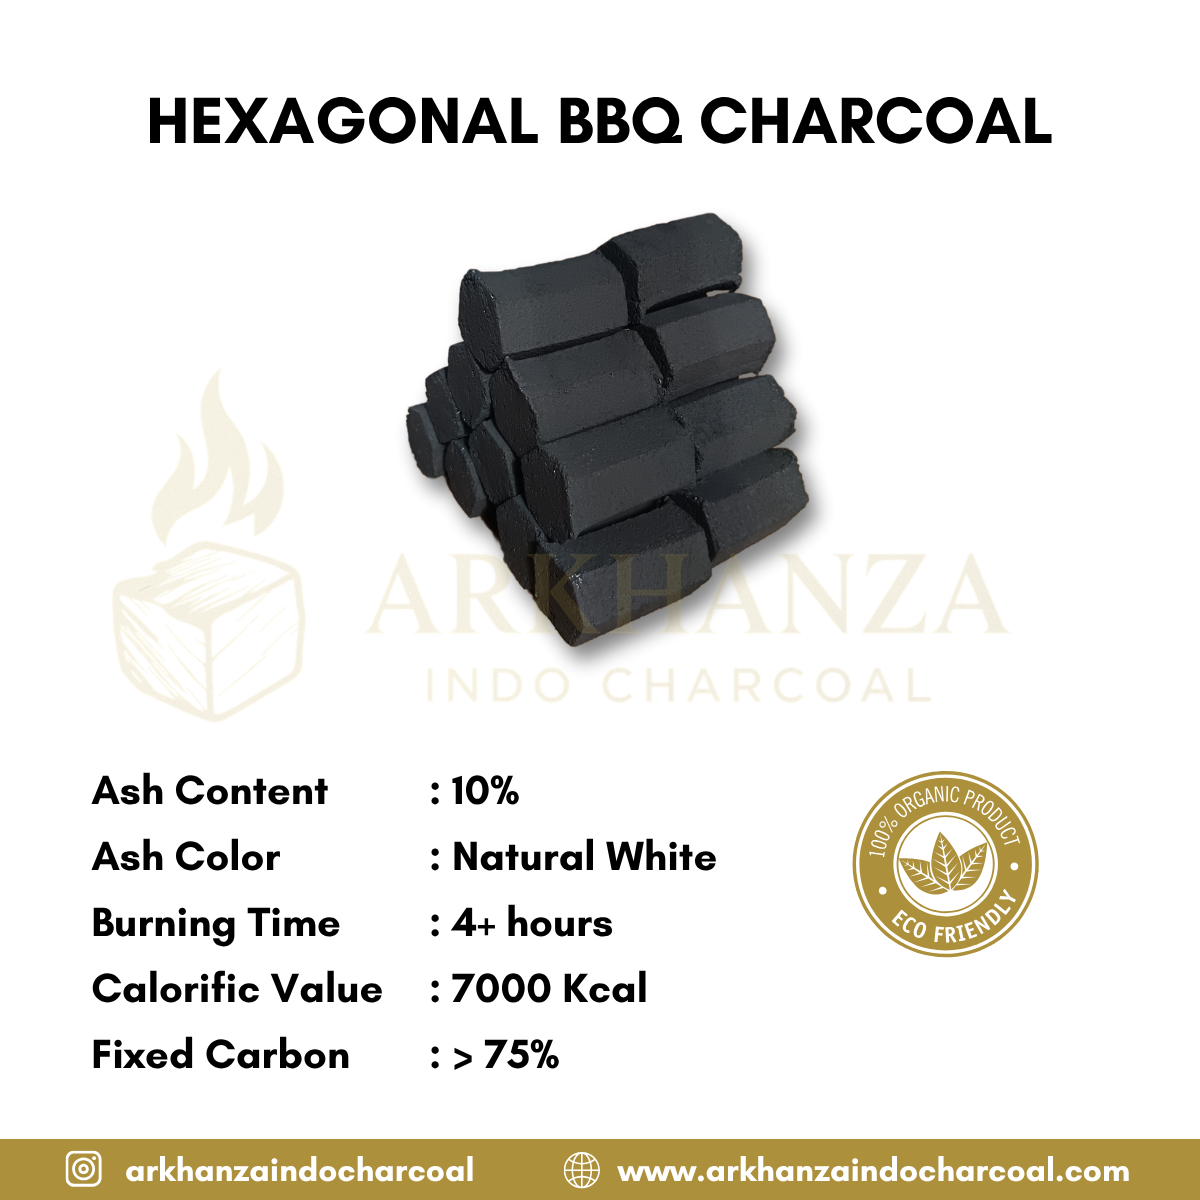 HEXAGONAL BBQ CHARCOAL
ARKHANZA
INDO CHARCOAL
Ash Content : 10%
Ash Color : Natural White
Burning Time : 4+ hours
Calorific Value : 7000 Kcal
Fixed Carbon : > 75%
100% ORGANIC PRODUCT
ECO FRIENDLY
arkhanzaindocharcoal
www.arkhanzaindocharcoal.com